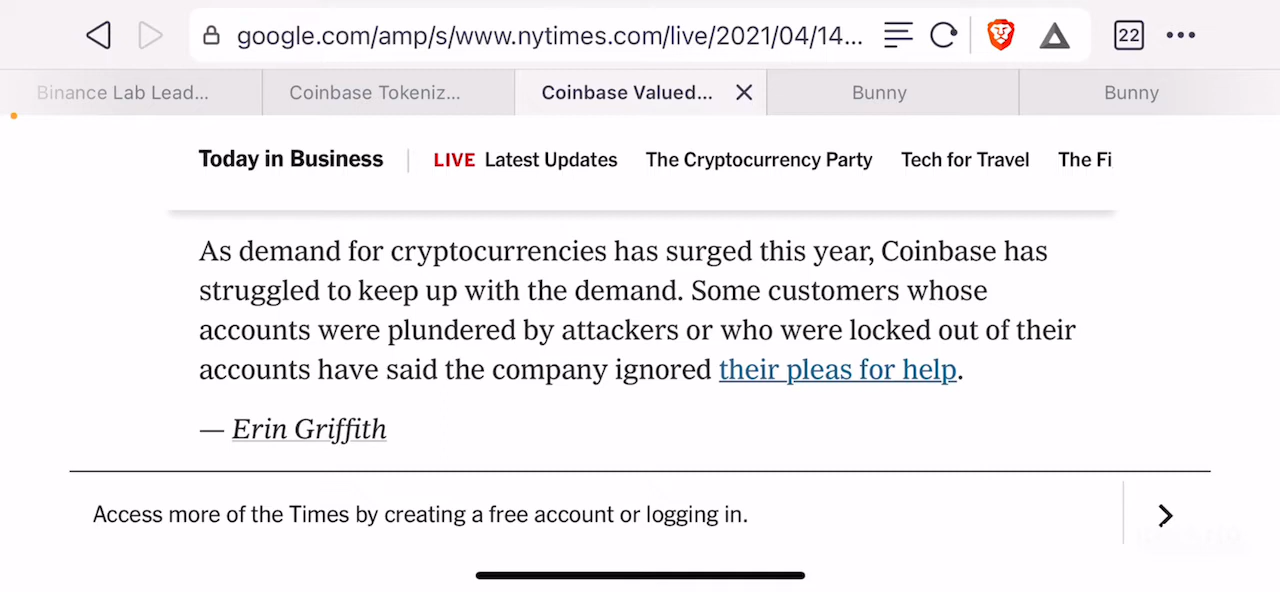 google.com/amp/s/www.nytimes.com/live/2021/04/14... 22
Binance Lab Lead... Coinbase Tokeniz... Coinbase Valued... Bunny Bunny
Today in Business | LIVE Latest Updates The Cryptocurrency Party Tech for Travel The Fi
As demand for cryptocurrencies has surged this year, Coinbase has
struggled to keep up with the demand. Some customers whose
accounts were plundered by attackers or who were locked out of their
accounts have said the company ignored their pleas for help.
— Erin Griffith
Access more of the Times by creating a free account or logging in.